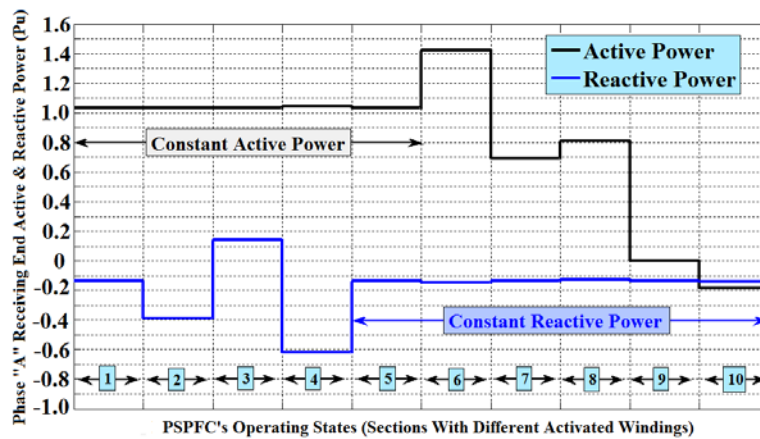 Phase "A" Receiving End Active & Reactive Power (Pu)
1.6
1.4
1.2
1.0
0.8
0.6
0.4
0.2
0
-0.2
-0.4
-0.6
-0.8
-1.0
Active Power
Reactive Power
Constant Active Power
Constant Reactive Power
1 2 3 4 5 6 7 8 9 10
PSPFC's Operating States (Sections With Different Activated Windings)